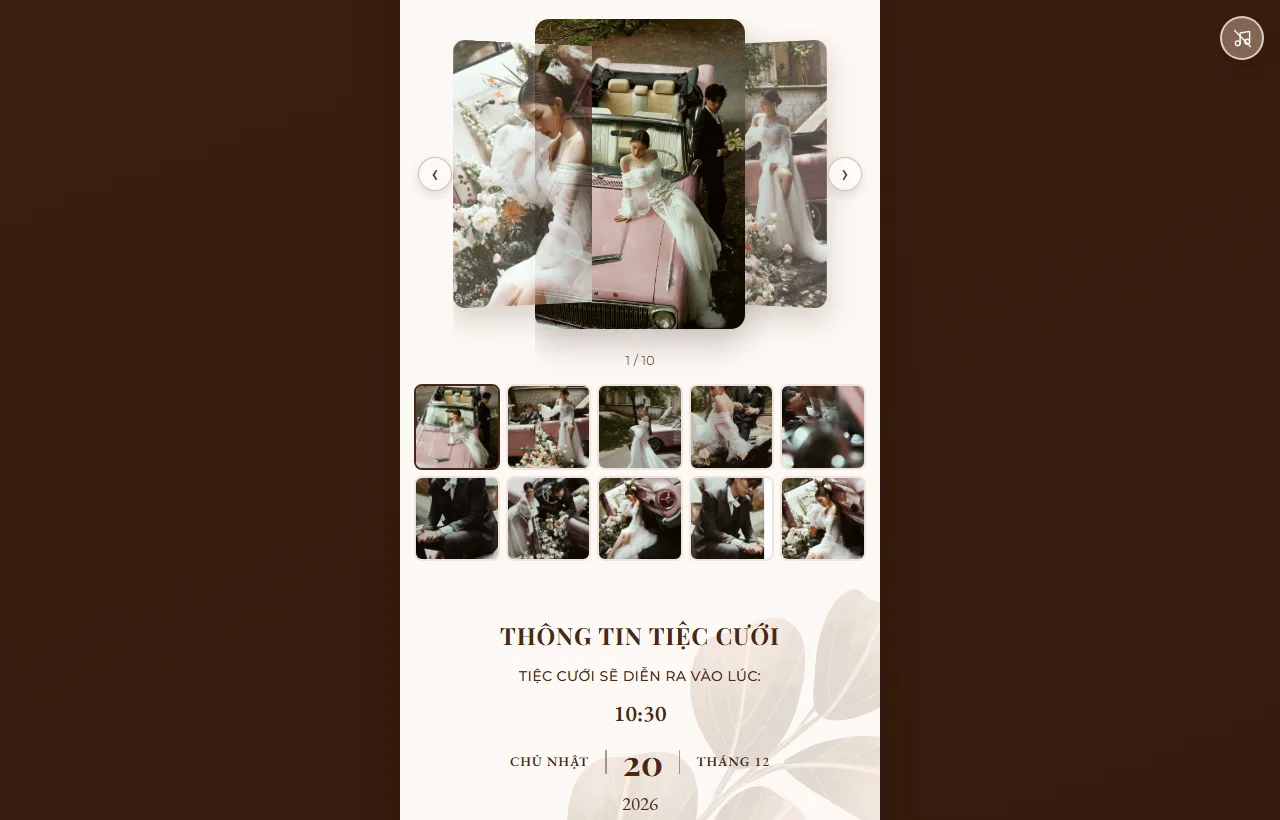 ‹
›
1 / 10
THÔNG TIN TIỆC CƯỚI
TIỆC CƯỚI SẼ DIỄN RA VÀO LÚC:
10:30
CHỦ NHẬT
20
THÁNG 12
2026